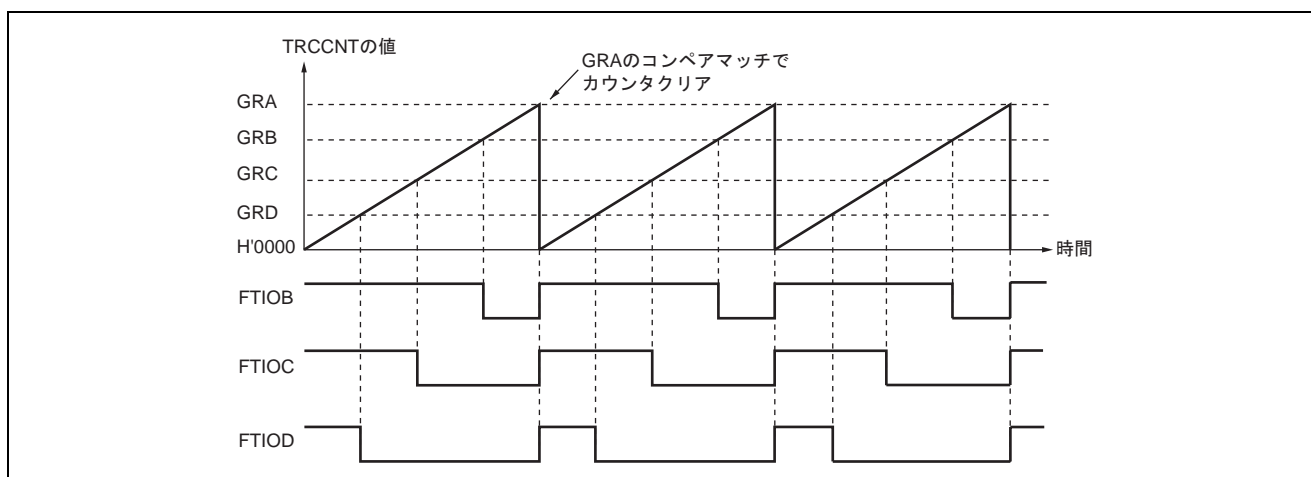 TRCCNTの値
GRAのコンペアマッチで
カウンタクリア
GRA
GRB
GRC
GRD
H'0000
時間
FTIOB
FTIOC
FTIOD